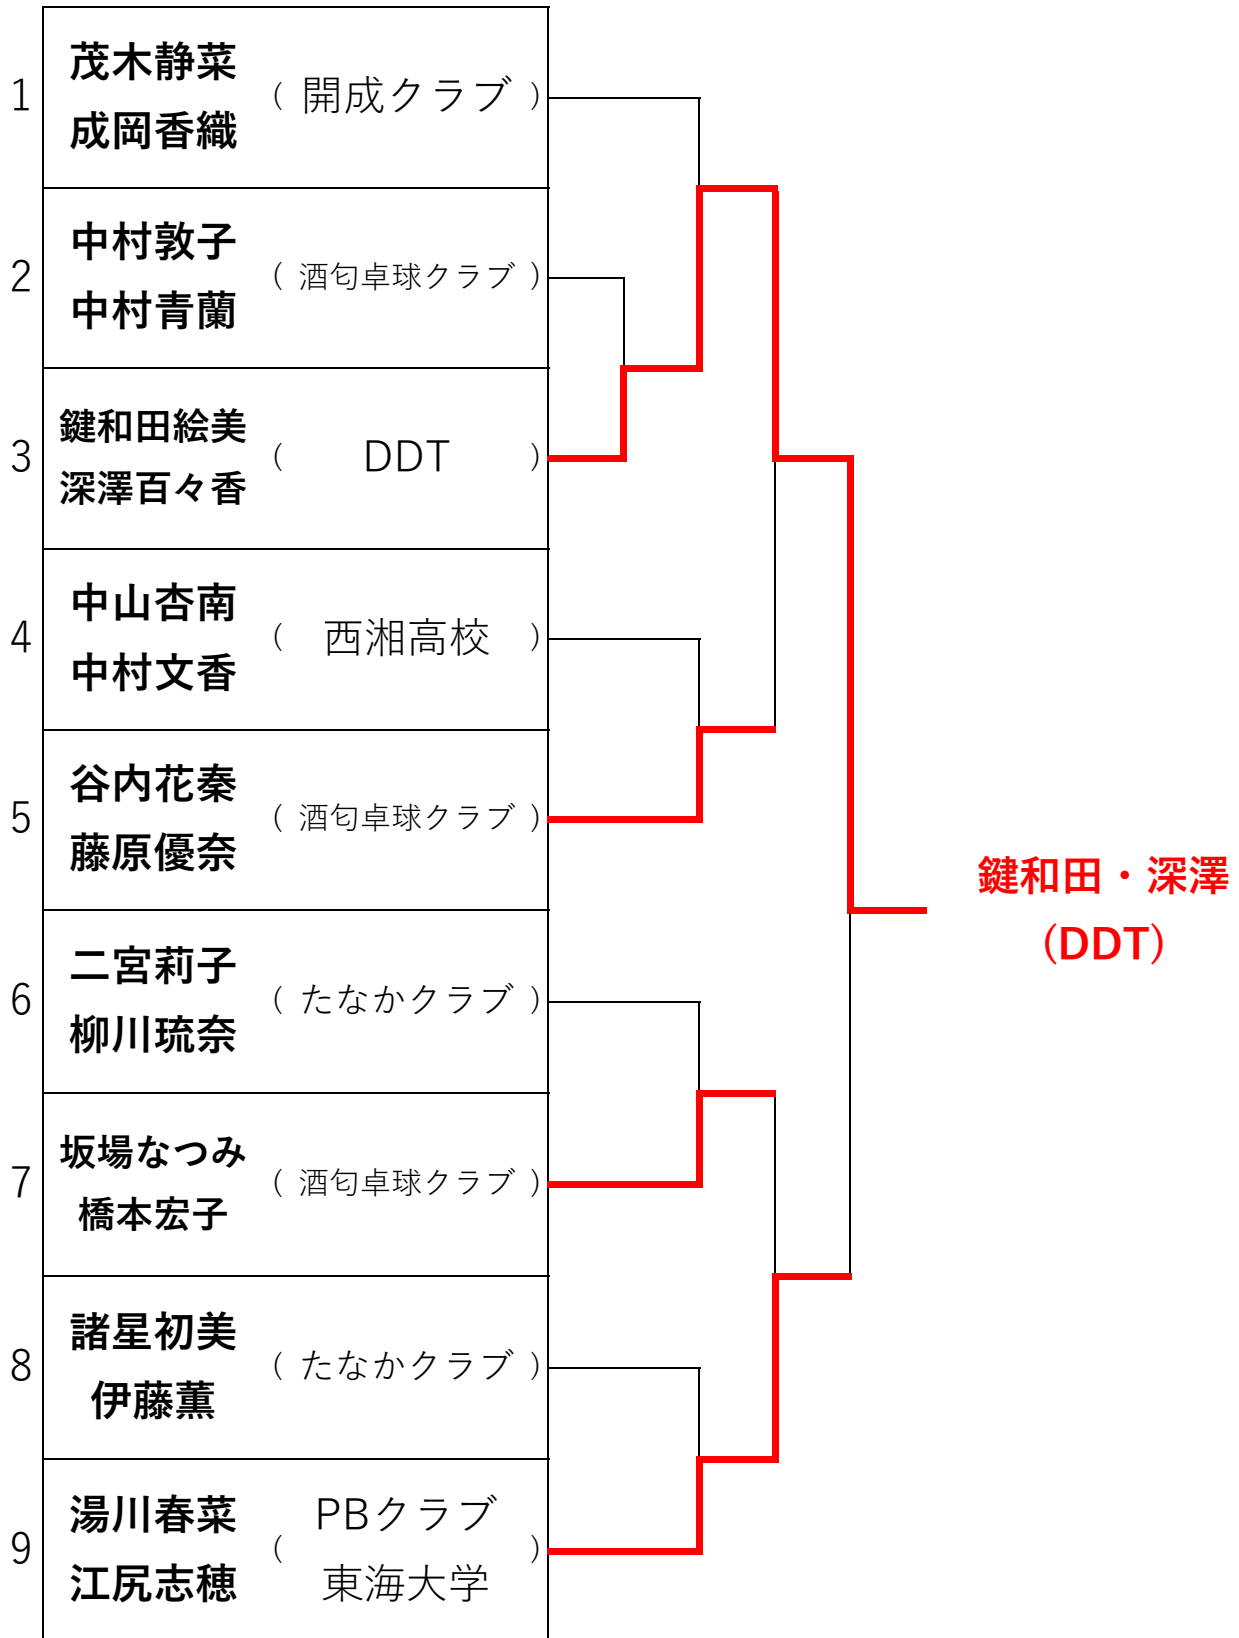 1
茂木静菜
成岡香織
( 開成クラブ )
2
中村敦子
中村青蘭
( 酒匂卓球クラブ )
3
鍵和田絵美
深澤百々香
( DDT )
4
中山杏南
中村文香
( 西湘高校 )
5
谷内花秦
藤原優奈
( 酒匂卓球クラブ )
6
二宮莉子
柳川琉奈
( たなかクラブ )
7
坂場なつみ
橋本宏子
( 酒匂卓球クラブ )
8
諸星初美
伊藤薫
( たなかクラブ )
9
湯川春菜
江尻志穂
( PBクラブ
東海大学 )
鍵和田・深澤
(DDT)